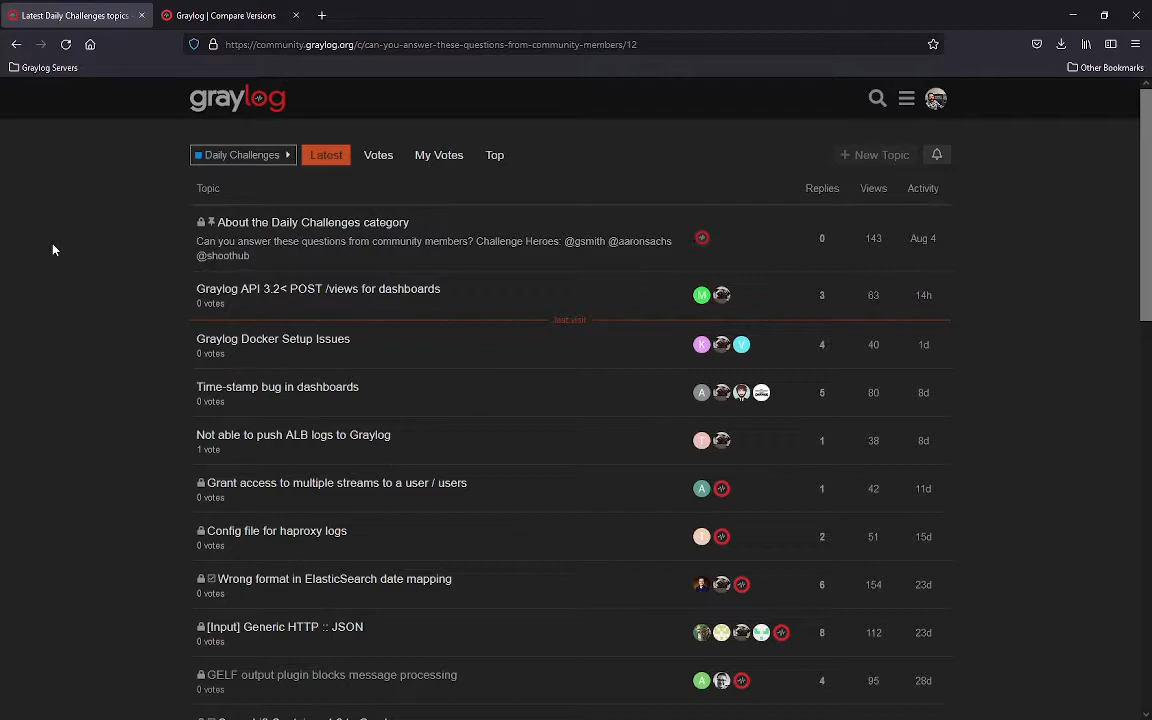 Latest Daily Challenges topics -
Graylog | Compare Versions
https://community.graylog.org/c/can-you-answer-these-questions-from-community-members/12
Graylog Servers
Other Bookmarks
graylog
Daily Challenges
Latest
Votes
My Votes
Top
+ New Topic
Topic
Replies
Views
Activity
About the Daily Challenges category
Can you answer these questions from community members? Challenge Heroes: @gsmith @aaronsachs
@shoothub
0
143
Aug 4
Graylog API 3.2< POST /views for dashboards
0 votes
M
3
63
14h
last visit
Graylog Docker Setup Issues
0 votes
K
V
4
40
1d
Time-stamp bug in dashboards
0 votes
A
5
80
8d
Not able to push ALB logs to Graylog
1 vote
T
1
38
8d
Grant access to multiple streams to a user / users
0 votes
A
1
42
11d
Config file for haproxy logs
0 votes
2
51
15d
Wrong format in ElasticSearch date mapping
0 votes
6
154
23d
[Input] Generic HTTP :: JSON
0 votes
8
112
23d
GELF output plugin blocks message processing
0 votes
A
4
95
28d